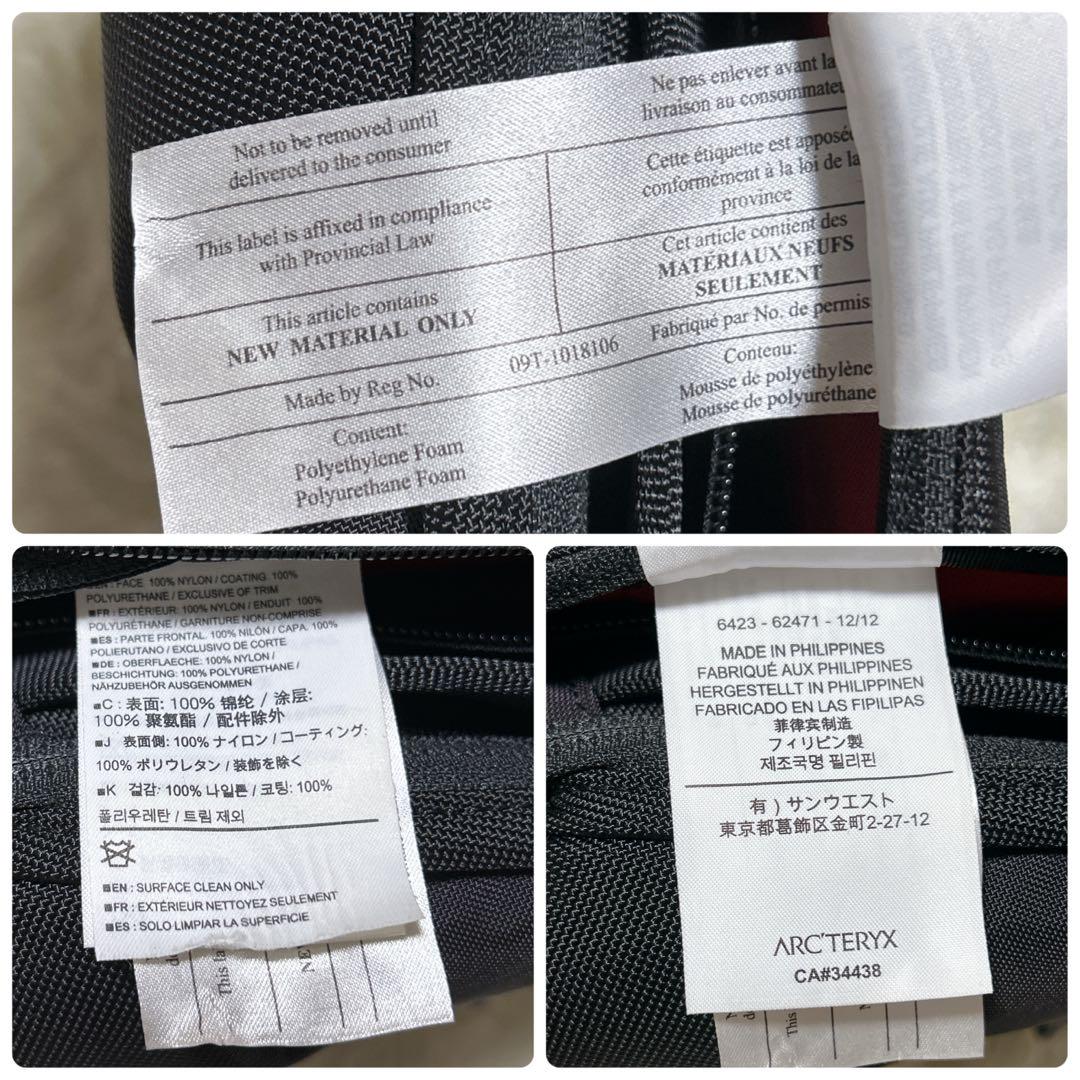 Not to be removed until
delivered to the consumer
Ne pas enlever avant la
livraison au
This label is affixed in compliance
with Provincial Law
Cette étiquette est apposée
conformément à la loi de la
province
This article contains
NEW MATERIAL ONLY
Cet article contient des
MATÉRIAUX NEUFS
SEULEMENT
Made by Reg No.
09T-1018106
Fabriqué par No. de permis
Content:
Polyethylene Foam
Polyurethane Foam
Contenu:
Mousse de polyéthylène
Mousse de polyuréthane
FACE 100% NYLON / COATING. 100%
POLYURETHANE / EXCLUSIVE OF TRIM
■FR : EXTÉRIEUR: 100% NYLON / ENDUIT 100%
POLYURÉTHANE / GARNITURE NON-COMPRISE
■ES : PARTE FRONTAL. 100% NILÓN / CAPA. 100%
POLIERUTANO / EXCLUSIVO DE CORTE
■DE : OBERFLAECHE: 100% NYLON /
BESCHICHTUNG: 100% POLYURETHANE /
NÄHZUBEHÖR AUSGENOMMEN
■C : 表面: 100% 锦纶 / 涂层:
100% 聚氨酯 / 配件除外
■J 表面側: 100% ナイロン / コーティング:
100% ポリウレタン / 装飾を除く
■K 겉감: 100% 나일론 / 코팅: 100%
폴리우레탄 / 트림 제외
■EN : SURFACE CLEAN ONLY
■FR : EXTÉRIEUR NETTOYEZ SEULEMENT
■ES : SOLO LIMPIAR LA SUPERFICIE
This
NEW
6423 - 62471 - 12/12
MADE IN PHILIPPINES
FABRIQUÉ AUX PHILIPPINES
HERGESTELLT IN PHILIPPINEN
FABRICADO EN LAS FIPILIPAS
菲律宾制造
フィリピン製
제조국명 필리핀
有 ) サンウエスト
東京都葛飾区金町2-27-12
ARC'TERYX
CA#34438
This